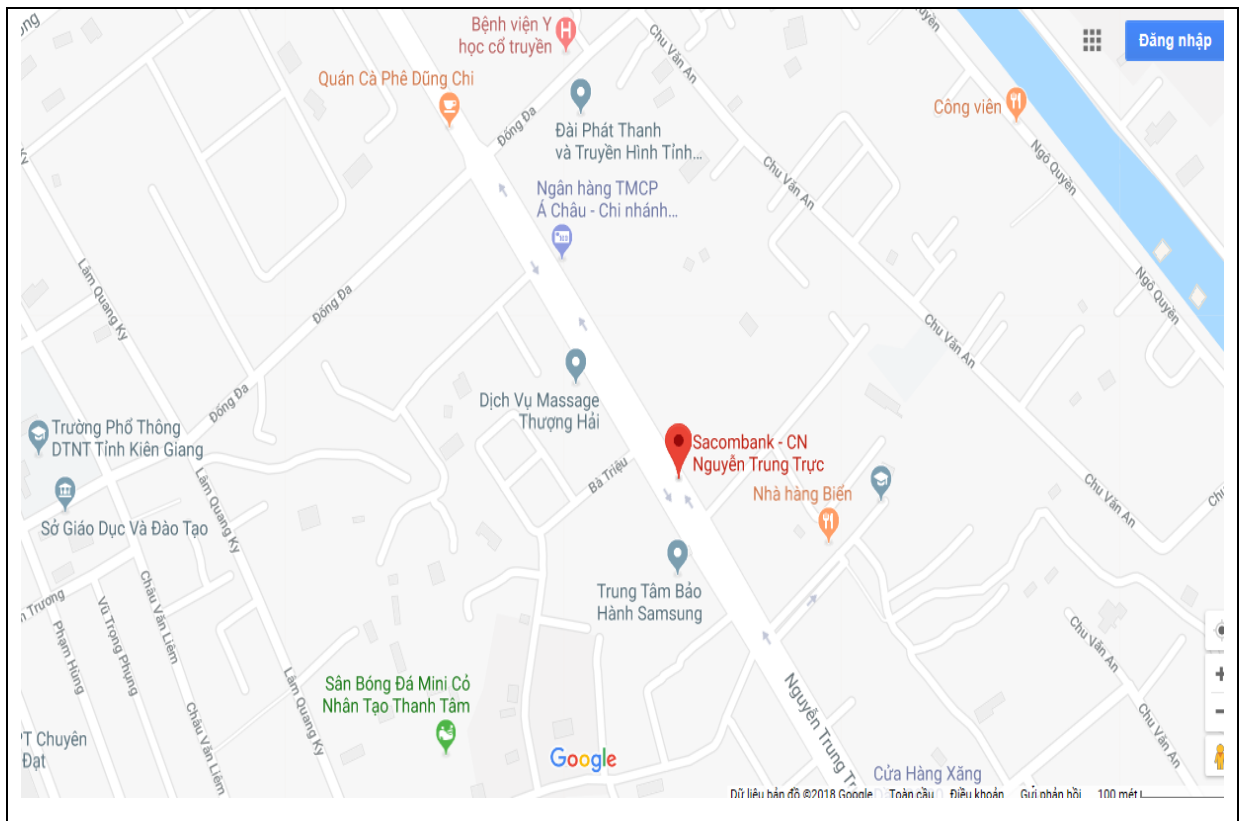 Bệnh viện Y
học cổ truyền
Chu Văn An
Đăng nhập
Quán Cà Phê Dũng Chi
Đống Đa
Đài Phát Thanh
và Truyền Hình Tỉnh...
Công viên
Ngô Quyền
Chu Văn An
Ngân hàng TMCP
Á Châu - Chi nhánh...
Lâm Quang Ky
Đống Đa
Ngô Quyền
Chu Văn An
Dịch Vụ Massage
Thượng Hải
Đống Đa
Trường Phổ Thông
DTNT Tỉnh Kiên Giang
Sacombank - CN
Nguyễn Trung Trực
Bà Triệu
Nhà hàng Biển
Lâm Quang Ky
Chu Văn An
Sở Giáo Dục Và Đào Tạo
Trung Tâm Bảo
Hành Samsung
Châu Văn Liêm
Vũ Trọng Phụng
Phạm Hùng
Chu Văn An
Sân Bóng Đá Mini Cỏ
Nhân Tạo Thanh Tâm
Lâm Quang Ky
Nguyễn Trung Tr
Châu Văn Liêm
Chu Văn An
PT Chuyên
Đạt
Google
Cửa Hàng Xăng
Dữ liệu bản đồ ©2018 Google Toàn cầu Điều khoản Gửi phản hồi 100 mét